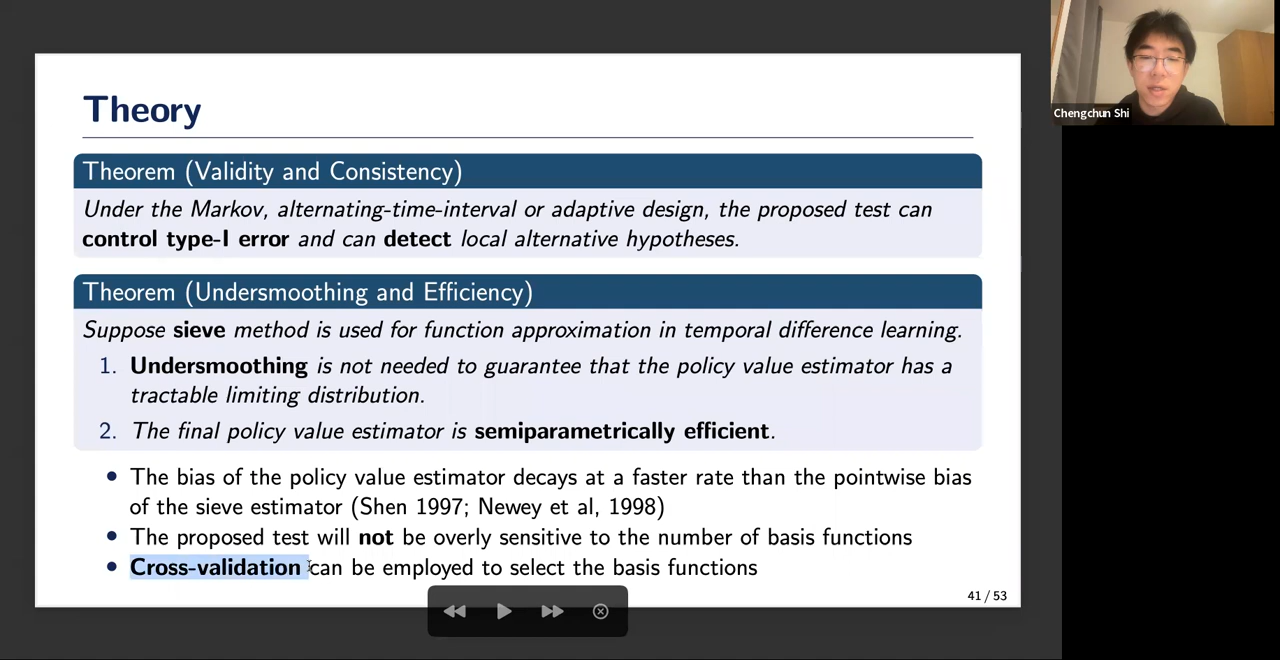 Theory
Theorem (Validity and Consistency)
Under the Markov, alternating-time-interval or adaptive design, the proposed test can
control type-I error and can detect local alternative hypotheses.
Theorem (Undersmoothing and Efficiency)
Suppose sieve method is used for function approximation in temporal difference learning.
1. Undersmoothing is not needed to guarantee that the policy value estimator has a
tractable limiting distribution.
2. The final policy value estimator is semiparametrically efficient.
• The bias of the policy value estimator decays at a faster rate than the pointwise bias
of the sieve estimator (Shen 1997; Newey et al, 1998)
• The proposed test will not be overly sensitive to the number of basis functions
• Cross-validation can be employed to select the basis functions
41 / 53
Chengchun Shi